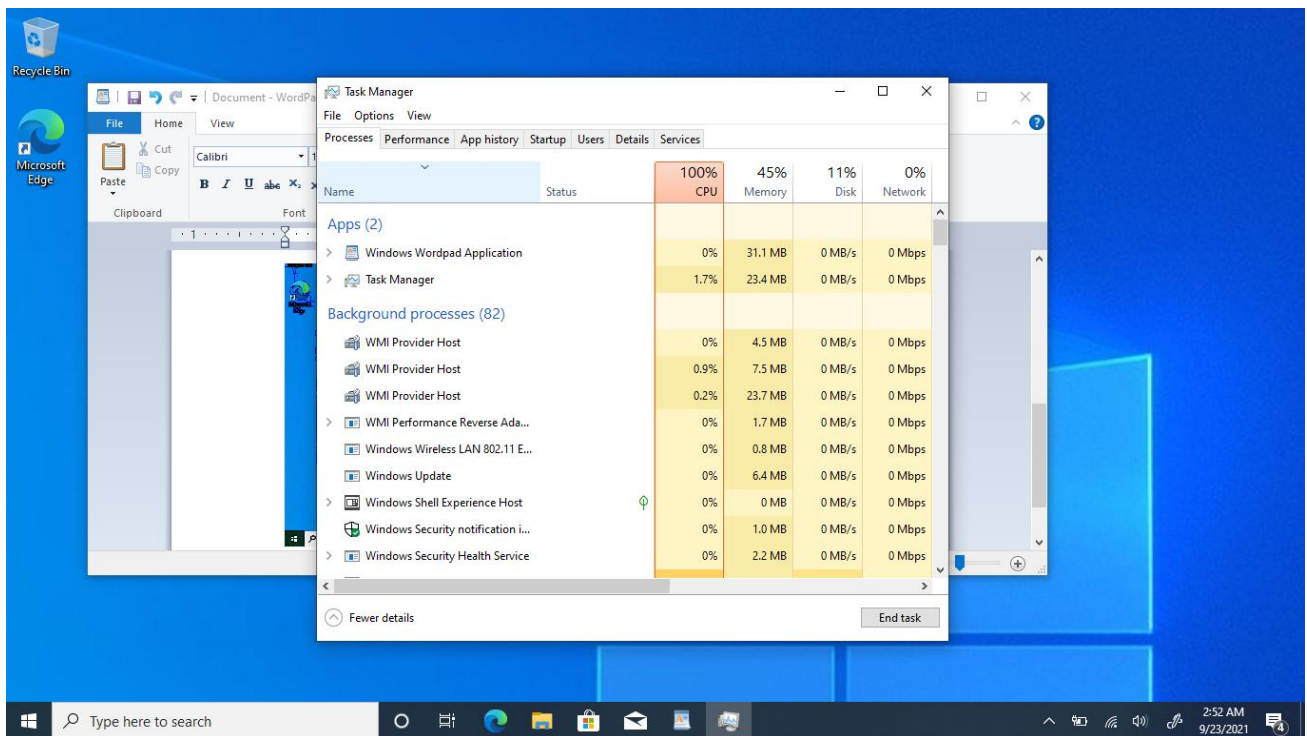 Recycle Bin
Microsoft
Edge
Document - WordPa
File Home View
Cut
Copy
Paste
Calibri
B I U abc X₂
Clipboard
Font
1
Task Manager
File Options View
Processes Performance App history Startup Users Details Services
100% 45% 11% 0%
Name Status CPU Memory Disk Network
Apps (2)
Windows Wordpad Application 0% 31.1 MB 0 MB/s 0 Mbps
Task Manager 1.7% 23.4 MB 0 MB/s 0 Mbps
Background processes (82)
WMI Provider Host 0% 4.5 MB 0 MB/s 0 Mbps
WMI Provider Host 0.9% 7.5 MB 0 MB/s 0 Mbps
WMI Provider Host 0.2% 23.7 MB 0 MB/s 0 Mbps
WMI Performance Reverse Ada... 0% 1.7 MB 0 MB/s 0 Mbps
Windows Wireless LAN 802.11 E... 0% 0.8 MB 0 MB/s 0 Mbps
Windows Update 0% 6.4 MB 0 MB/s 0 Mbps
Windows Shell Experience Host 0% 0 MB 0 MB/s 0 Mbps
Windows Security notification i... 0% 1.0 MB 0 MB/s 0 Mbps
Windows Security Health Service 0% 2.2 MB 0 MB/s 0 Mbps
Fewer details
End task
Type here to search
2:52 AM
9/23/2021
4